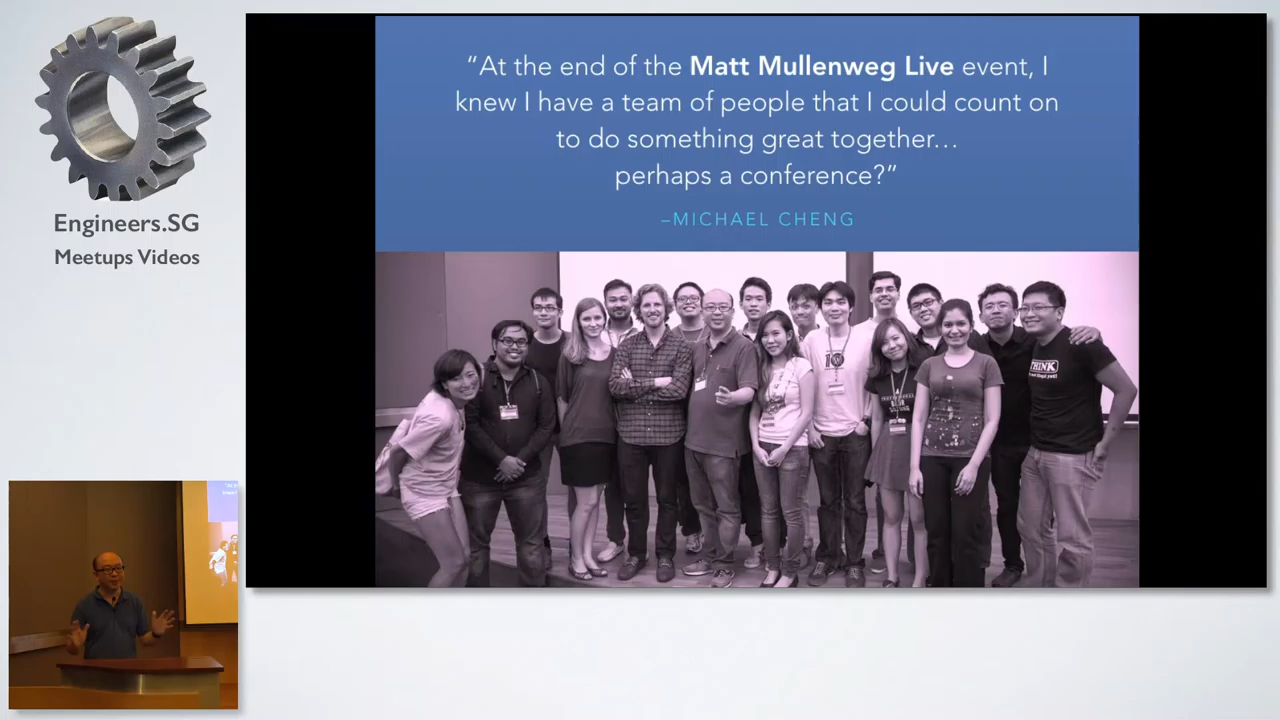 Engineers.SG
Meetups Videos
“At the end of the Matt Mullenweg Live event, I
knew I have a team of people that I could count on
to do something great together…
perhaps a conference?”
–MICHAEL CHENG
THINK